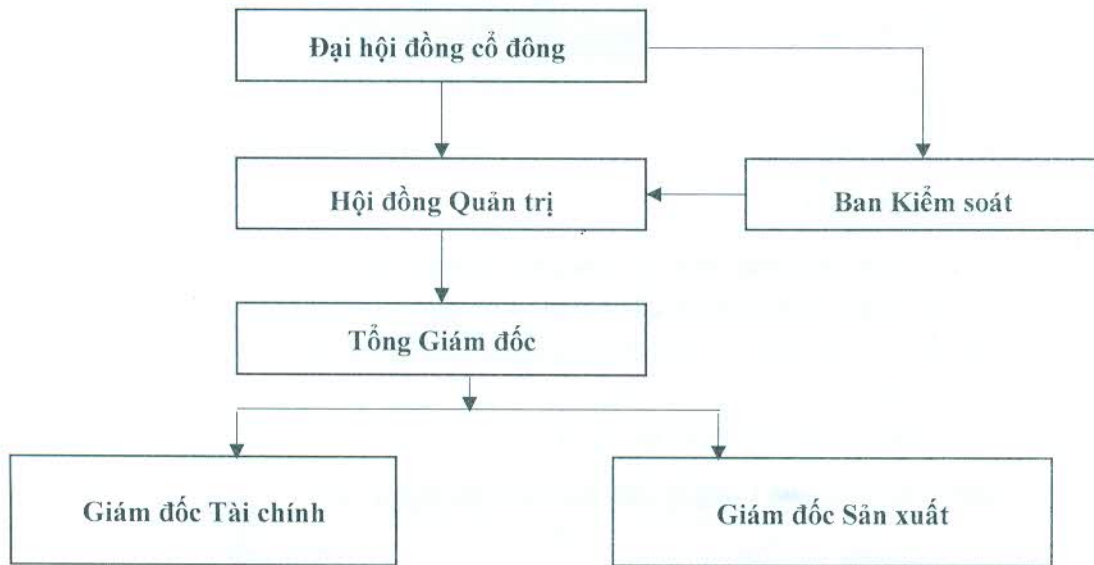 Đại hội đồng cổ đông
Hội đồng Quản trị
Ban Kiểm soát
Tổng Giám đốc
Giám đốc Tài chính
Giám đốc Sản xuất